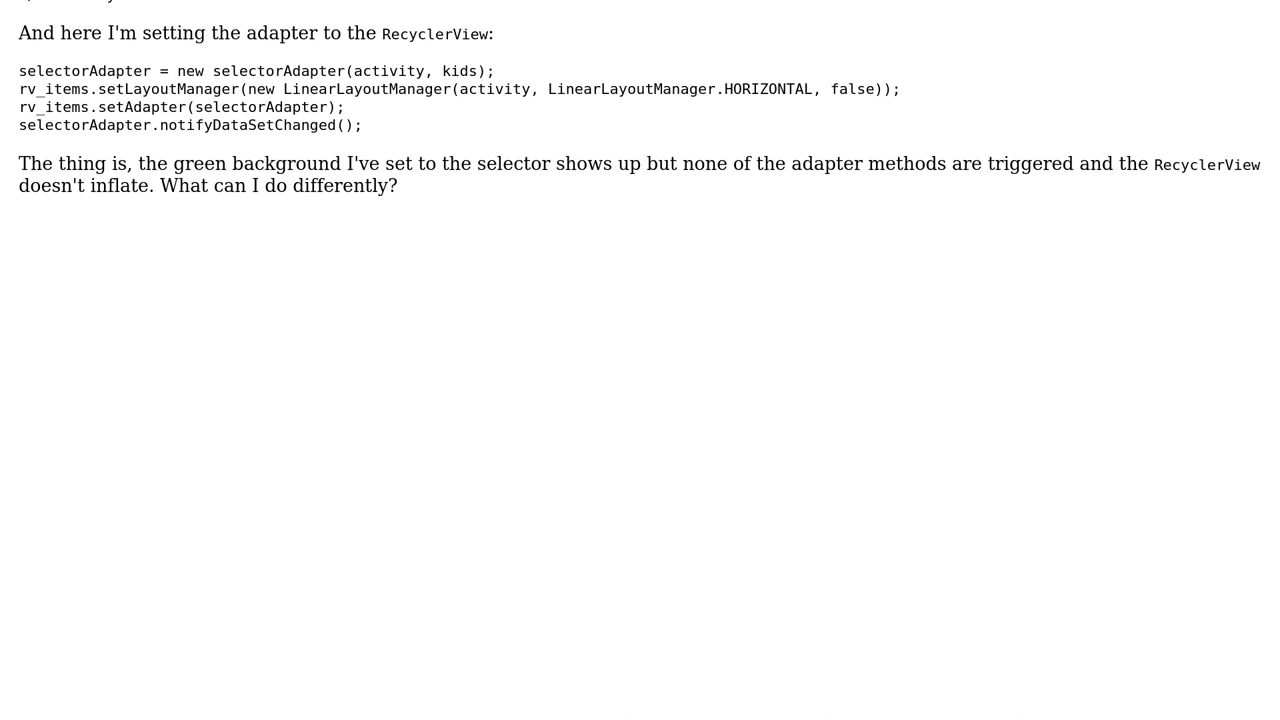 And here I'm setting the adapter to the RecyclerView:
selectorAdapter = new selectorAdapter(activity, kids);
rv_items.setLayoutManager(new LinearLayoutManager(activity, LinearLayoutManager.HORIZONTAL, false));
rv_items.setAdapter(selectorAdapter);
selectorAdapter.notifyDataSetChanged();
The thing is, the green background I've set to the selector shows up but none of the adapter methods are triggered and the RecyclerView
doesn't inflate. What can I do differently?